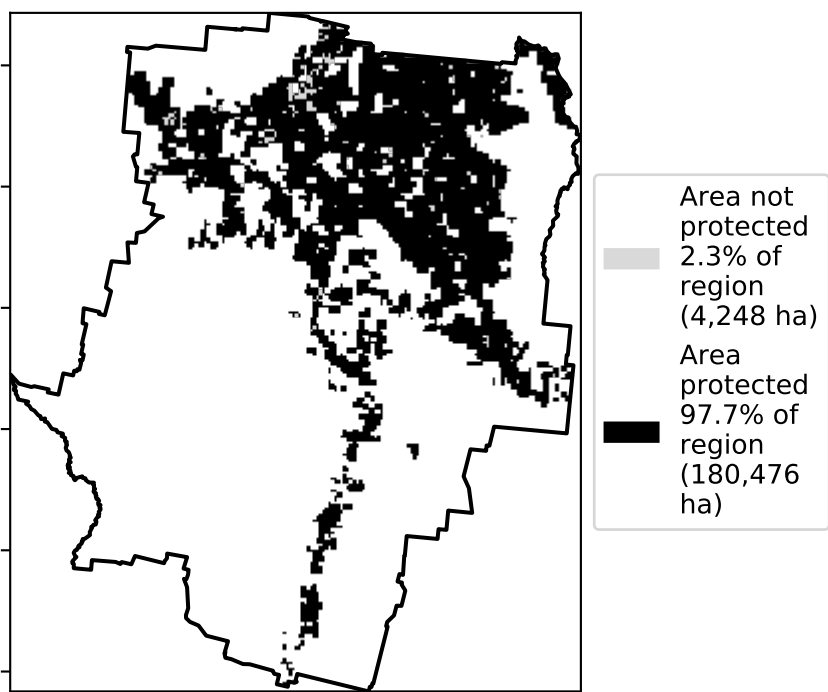 Area not
protected
2.3% of
region
(4,248 ha)
Area
protected
97.7% of
region
(180,476
ha)